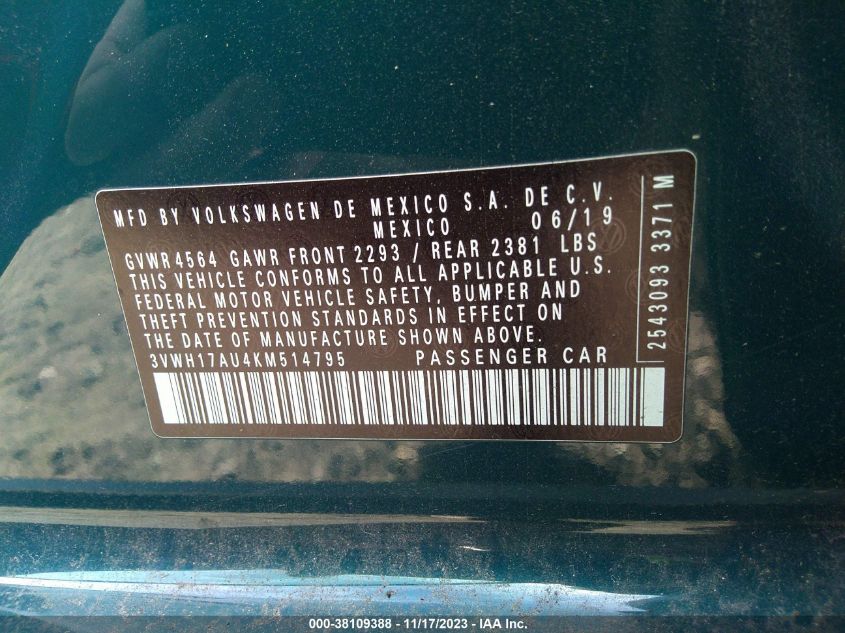 MFD BY VOLKSWAGEN DE MEXICO S.A. DE C.V.
MEXICO 06/19
GVWR4564 GAWR FRONT 2293 / REAR 2381 LBS
THIS VEHICLE CONFORMS TO ALL APPLICABLE U.S.
FEDERAL MOTOR VEHICLE SAFETY, BUMPER AND
THEFT PREVENTION STANDARDS IN EFFECT ON
THE DATE OF MANUFACTURE SHOWN ABOVE.
3VWH17AU4KM514795 PASSENGER CAR
2543093 3371 M
000-38109388 - 11/17/2023 - IAA Inc.